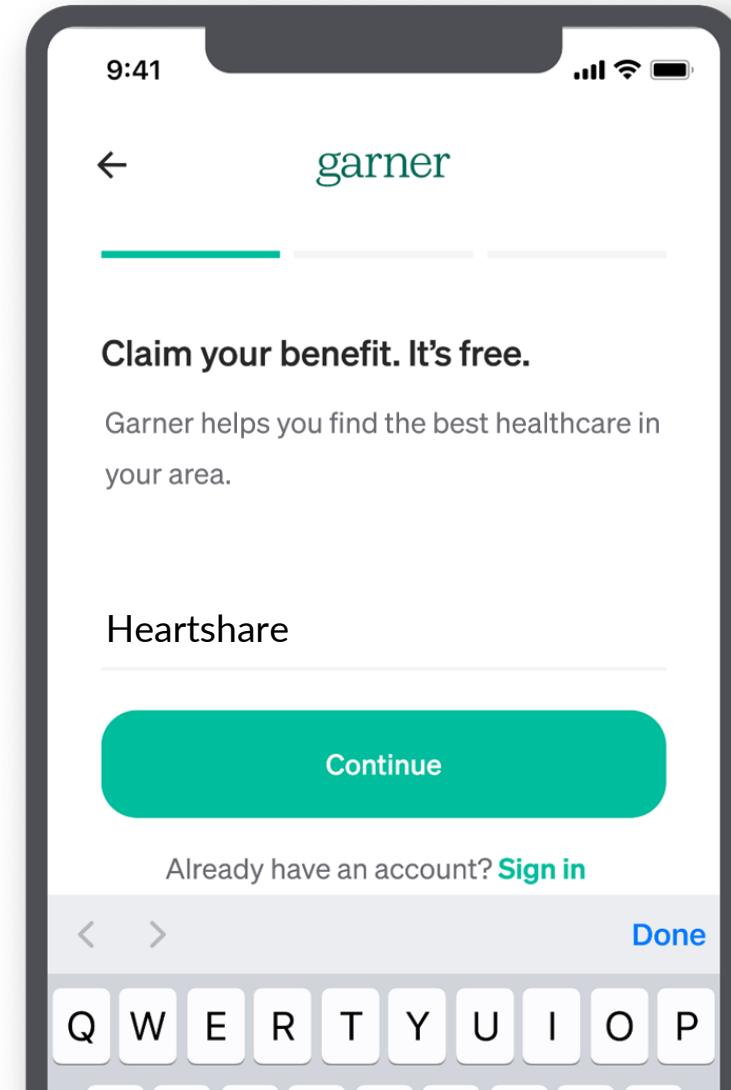 9:41
garner
Claim your benefit. It's free.
Garner helps you find the best healthcare in
your area.
Heartshare
Continue
Already have an account? Sign in
Done
Q W E R T Y U I O P